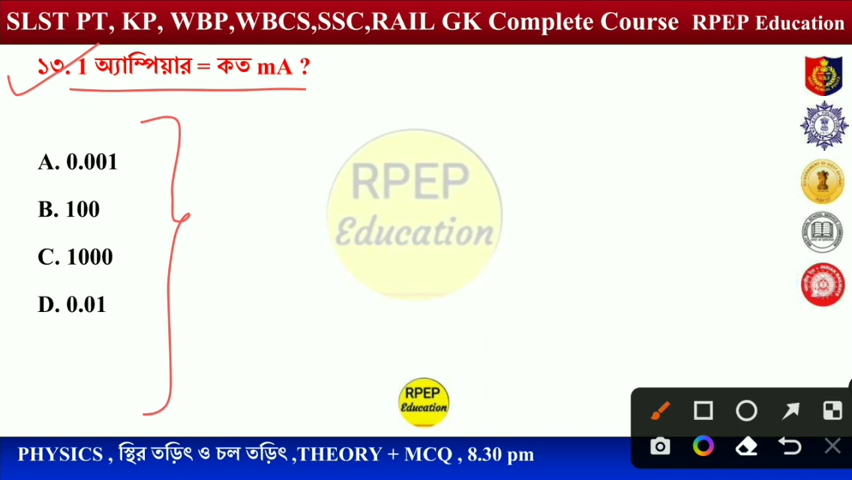 SLST PT, KP, WBP,WBCS,SSC,RAIL GK Complete Course RPEP Education
১৩. 1 অ্যাম্পিয়ার = কত mA ?
A. 0.001
B. 100
C. 1000
D. 0.01
RPEP
Education
RPEP
Education
PHYSICS , স্থির তড়িৎ ও চল তড়িৎ ,THEORY + MCQ , 8.30 pm